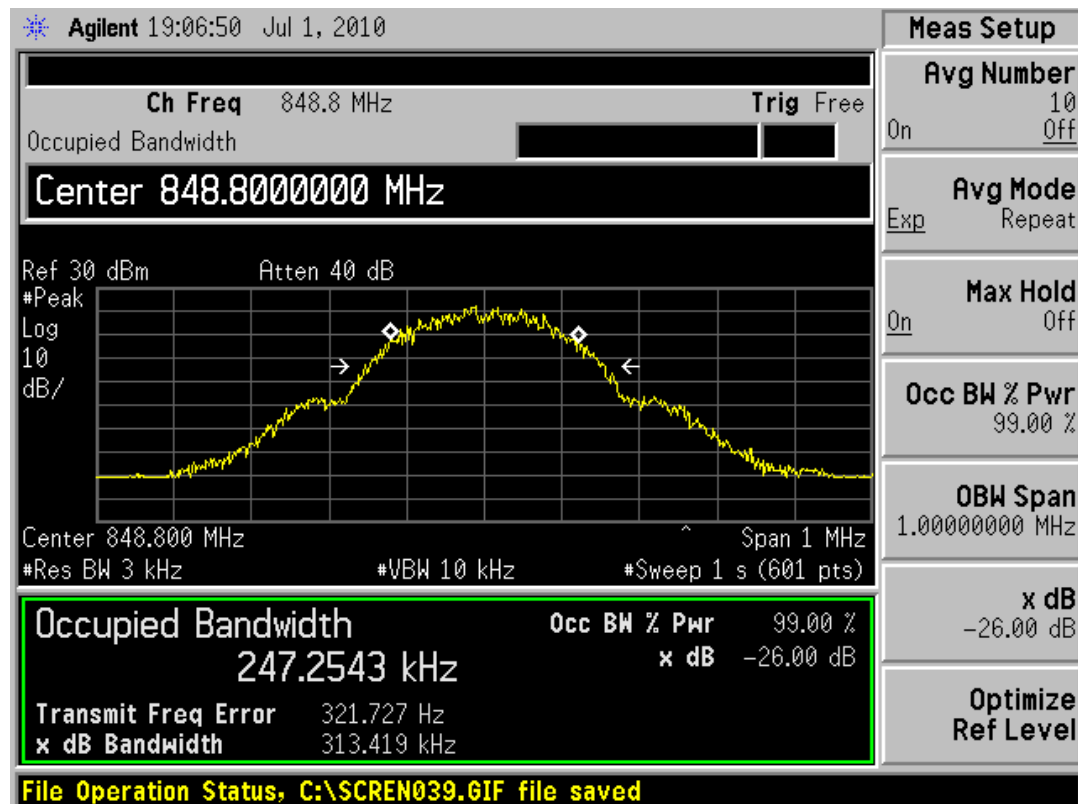 Agilent 19:06:50 Jul 1, 2010
Ch Freq 848.8 MHz Trig Free
Occupied Bandwidth
Center 848.8000000 MHz
Ref 30 dBm Atten 40 dB
#Peak
Log
10
dB/
Center 848.800 MHz ^ Span 1 MHz
#Res BW 3 kHz #VBW 10 kHz #Sweep 1 s (601 pts)
Occupied Bandwidth Occ BW % Pwr 99.00 %
247.2543 kHz x dB -26.00 dB
Transmit Freq Error 321.727 Hz
x dB Bandwidth 313.419 kHz
File Operation Status, C:\SCREN039.GIF file saved
Meas Setup
Avg Number
10
On Off
Avg Mode
Exp Repeat
Max Hold
On Off
Occ BW % Pwr
99.00 %
OBW Span
1.00000000 MHz
x dB
-26.00 dB
Optimize
Ref Level